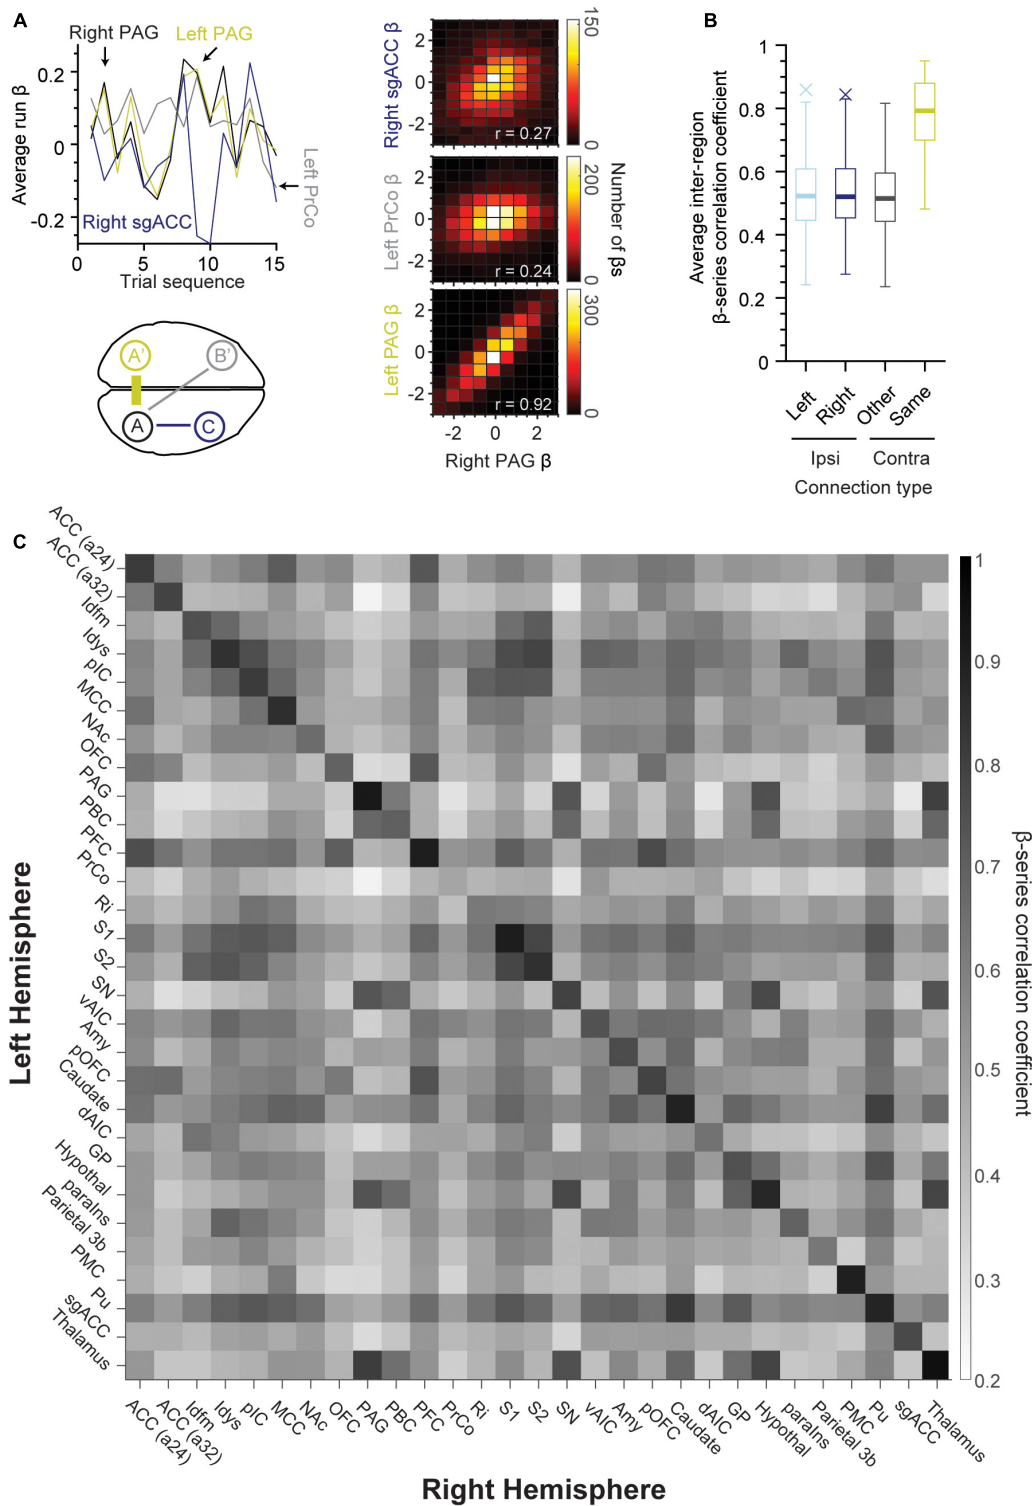 A
Right PAG
Left PAG
Average run β
0.2
0
-0.2
Right sgACC
Left PrCo
0
5
10
15
Trial sequence
A'
B'
A
C
Right sgACC β
2
0
-2
r = 0.27
150
0
Left PrCo β
2
0
-2
r = 0.24
200
0
Number of βs
Left PAG β
2
0
-2
r = 0.92
300
0
-2
0
2
Right PAG β
B
Average inter-region
β-series correlation coefficient
1
0.8
0.6
0.4
0.2
0
Left
Right
Other
Same
Ipsi
Contra
Connection type
C
Left Hemisphere
ACC (a24)
ACC (a32)
Idfm
Idys
pIC
MCC
NAc
OFC
PAG
PBC
PFC
PrCo
Ri
S1
S2
SN
vAIC
Amy
pOFC
Caudate
dAIC
GP
Hypothal
paraIns
Parietal 3b
PMC
Pu
sgACC
Thalamus
ACC (a24)
ACC (a32)
Idfm
Idys
pIC
MCC
NAc
OFC
PAG
PBC
PFC
PrCo
Ri
S1
S2
SN
vAIC
Amy
pOFC
Caudate
dAIC
GP
Hypothal
paraIns
Parietal 3b
PMC
Pu
sgACC
Thalamus
Right Hemisphere
1
0.9
0.8
0.7
0.6
0.5
0.4
0.3
0.2
β-series correlation coefficient